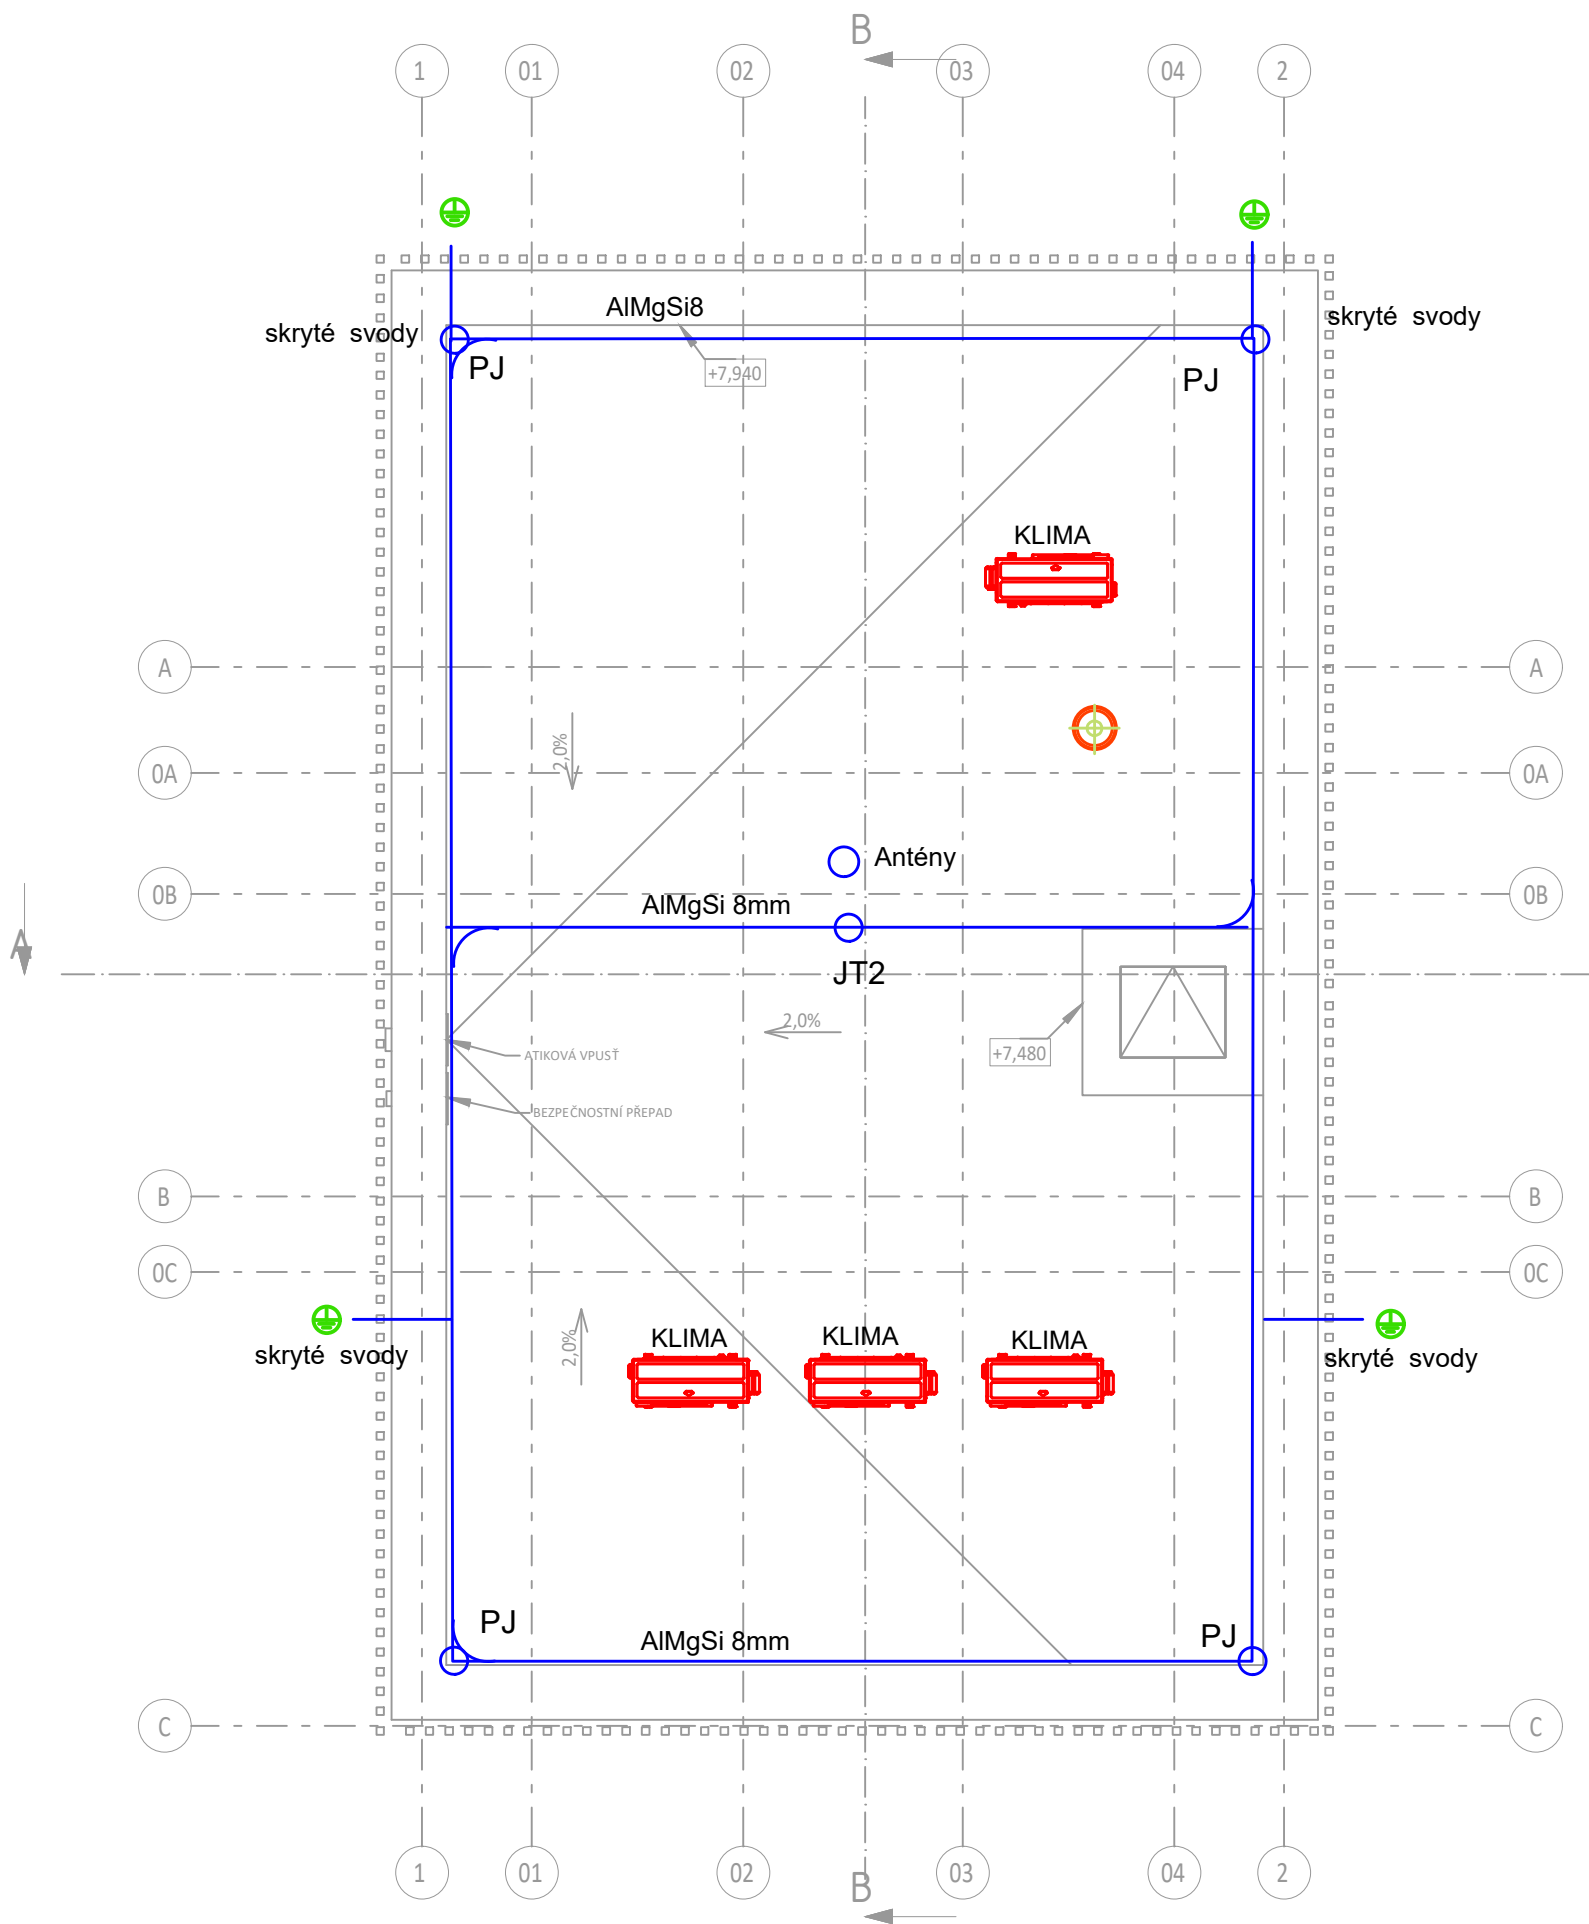 B
1
01
02
03
04
2
AlMgSi8
skryté svody
skryté svody
PJ
+7,940
PJ
KLIMA
A
A
2,0%
0A
0A
Antény
0B
AlMgSi 8mm
0B
A
JT2
2,0%
+7,480
ATIKOVÁ VPUSŤ
BEZPEČNOSTNÍ PŘEPAD
B
B
0C
0C
2,0%
KLIMA
KLIMA
KLIMA
skryté svody
skryté svody
PJ
AlMgSi 8mm
PJ
C
C
1
01
02
03
04
2
B